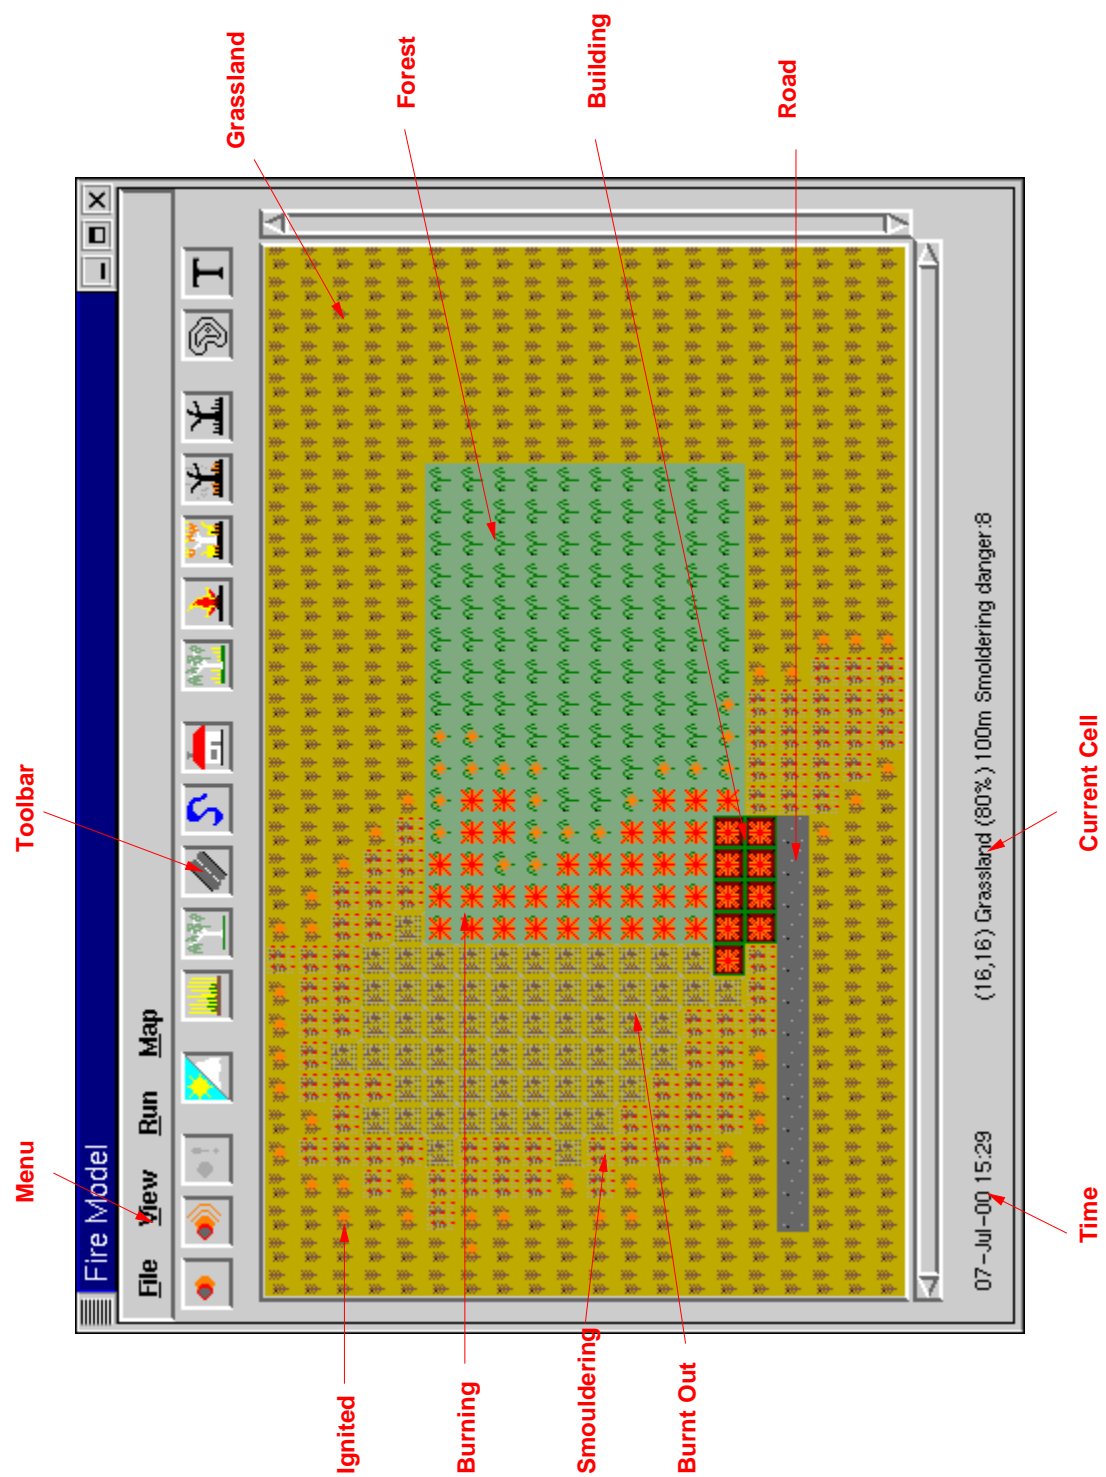 Menu
Toolbar
Fire Model
File View Run Map
T
Ignited
Burning
Smouldering
Burnt Out
Grassland
Forest
Building
Road
07-Jul-00 15:29
(16,16) Grassland (80%) 100m Smoldering danger:8
Time
Current Cell